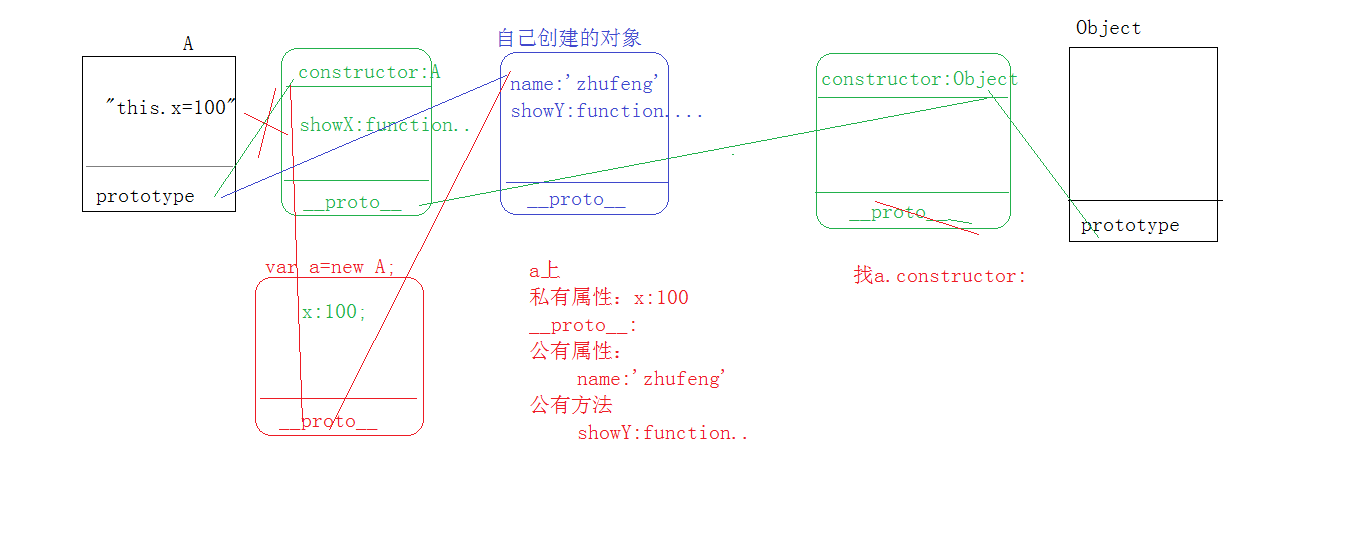 A
"this.x=100"
prototype
constructor:A
showX:function..
__proto__
自己创建的对象
name:'zhufeng'
showY:function....
__proto__
constructor:Object
__proto__
Object
prototype
var a=new A;
x:100;
__proto__
a上
私有属性：x:100
__proto__:
公有属性：
name:'zhufeng'
公有方法
showY:function..
找a.constructor: